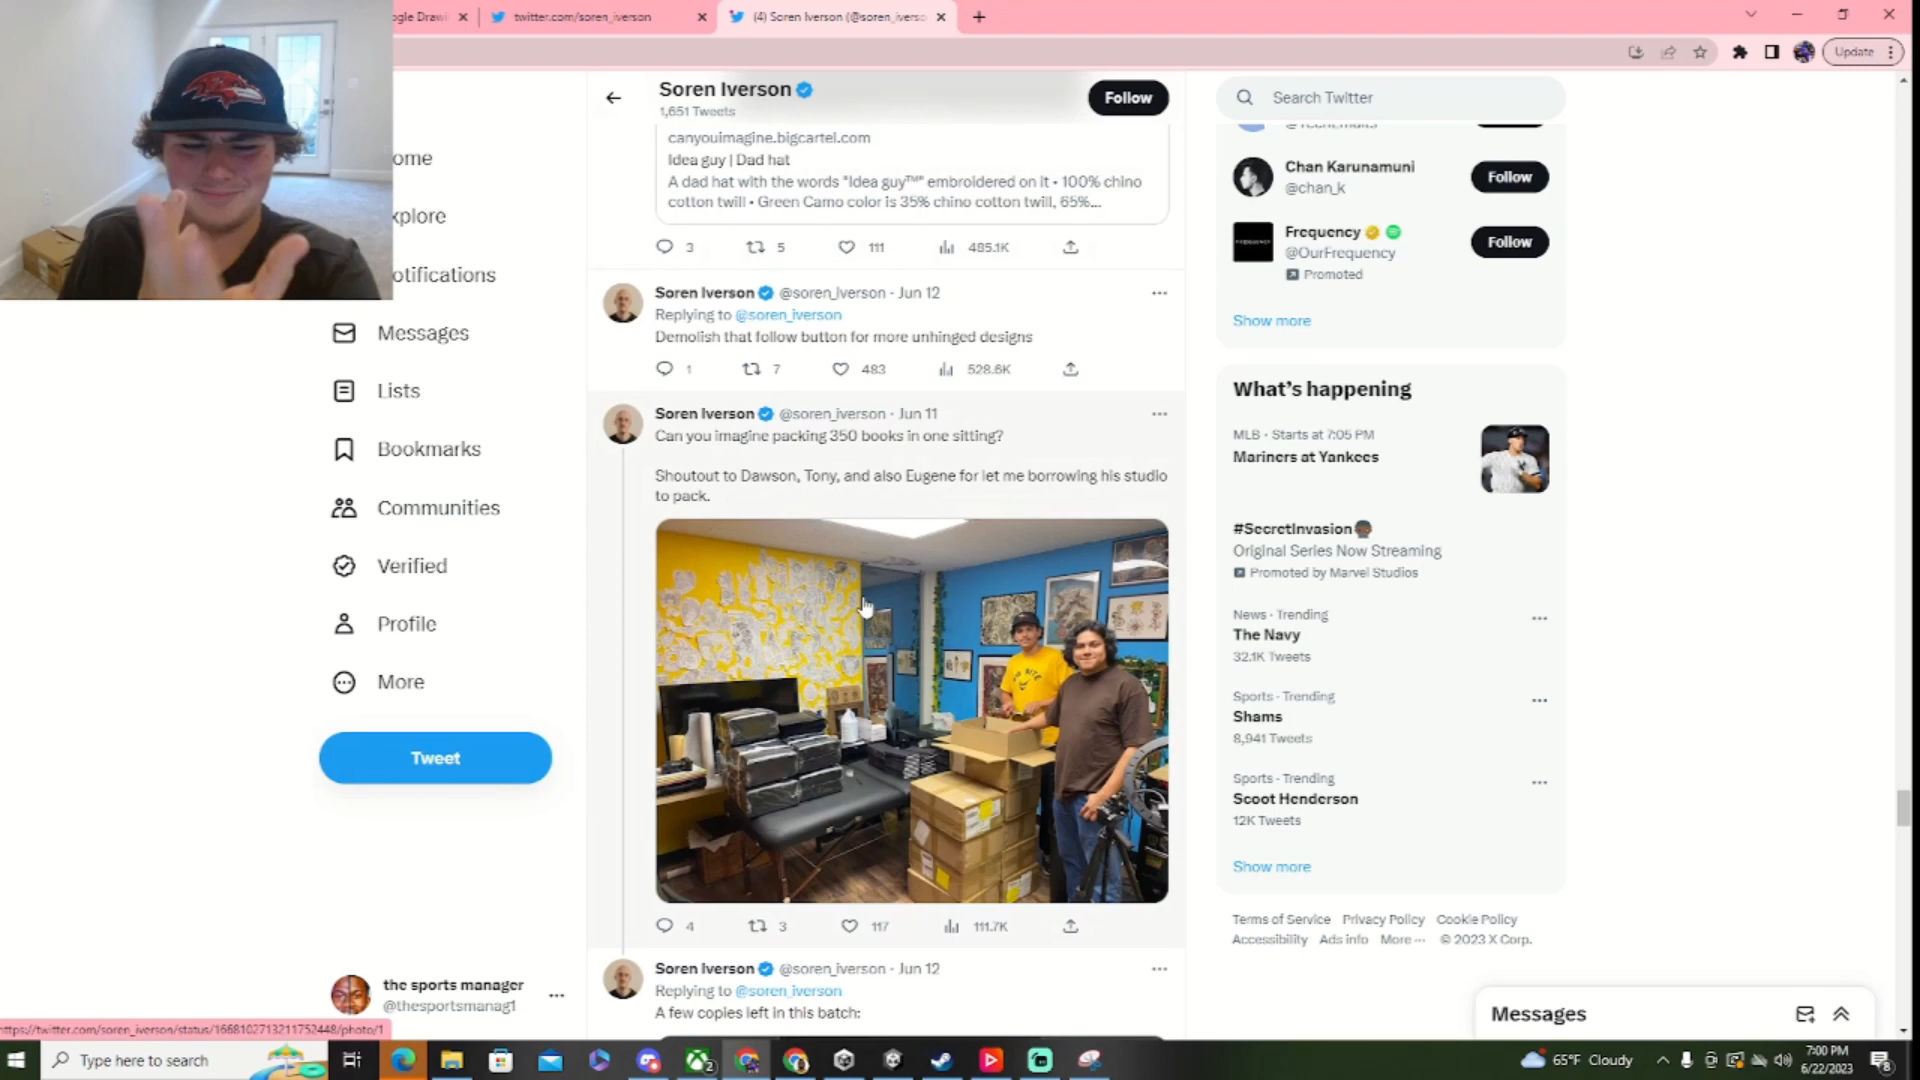 ogle Drawi
twitter.com/soren_iverson
(4) Soren Iverson (@soren_iverso
Update
Soren Iverson
1,651 Tweets
Follow
Search Twitter
canyouimagine.bigcartel.com
Idea guy | Dad hat
A dad hat with the words "Idea guy™" embroidered on it • 100% chino
cotton twill • Green Camo color is 35% chino cotton twill, 65%...
3 5 111 485.1K
ome
xplore
otifications
Messages
Lists
Bookmarks
Communities
Verified
Profile
More
Tweet
the sports manager
@thesportsmanag1
Soren Iverson @soren_iverson · Jun 12
Replying to @soren_iverson
Demolish that follow button for more unhinged designs
1 7 483 528.6K
Soren Iverson @soren_iverson · Jun 11
Can you imagine packing 350 books in one sitting?
Shoutout to Dawson, Tony, and also Eugene for let me borrowing his studio
to pack.
4 3 117 111.7K
Soren Iverson @soren_iverson · Jun 12
Replying to @soren_iverson
A few copies left in this batch:
Chan Karunamuni
@chan_k
Follow
Frequency
@OurFrequency
Promoted
Follow
Show more
What's happening
MLB · Starts at 7:05 PM
Mariners at Yankees
#SecretInvasion
Original Series Now Streaming
Promoted by Marvel Studios
News · Trending
The Navy
32.1K Tweets
Sports · Trending
Shams
8,941 Tweets
Sports · Trending
Scoot Henderson
12K Tweets
Show more
Terms of Service Privacy Policy Cookie Policy
Accessibility Ads info More ··· © 2023 X Corp.
Messages
https://twitter.com/soren_iverson/status/1668102713211752448/photo/1
Type here to search
65°F Cloudy
7:00 PM
6/22/2023